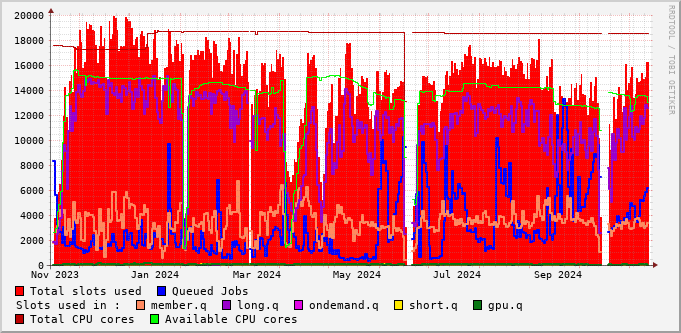 RRDTOOL / TOBI OETIKER
20000
18000
16000
14000
12000
10000
8000
6000
4000
2000
0
Nov 2023 Jan 2024 Mar 2024 May 2024 Jul 2024 Sep 2024
Total slots used Queued Jobs
Slots used in : member.q long.q ondemand.q short.q gpu.q
Total CPU cores Available CPU cores